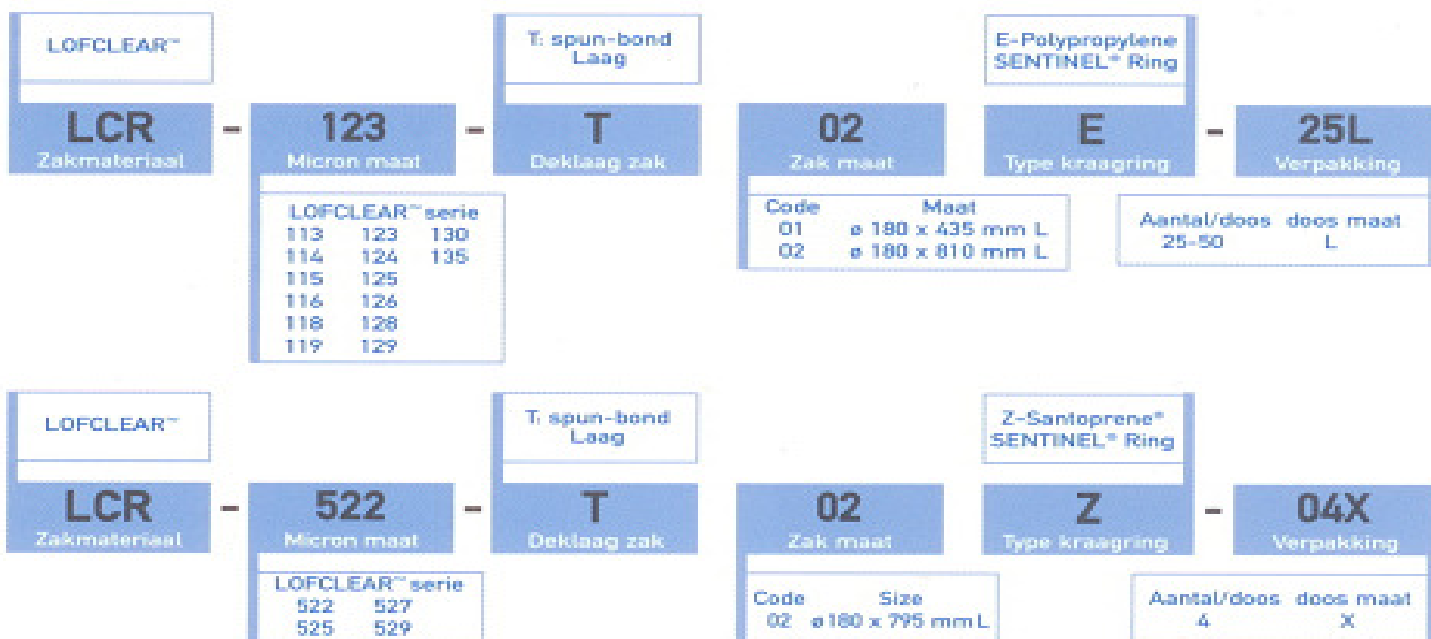 LOFCLEAR™
T: spun-bond
Laag
E-Polypropylene
SENTINEL® Ring
LCR - 123 - T 02 E - 25L
Zakmateriaal Micron maat Deklaag zak Zak maat Type kraagring Verpakking
LOFCLEAR™ serie
113 123 130
114 124 135
115 125
116 126
118 128
119 129
Code Maat
01 ø 180 x 435 mm L
02 ø 180 x 810 mm L
Aantal/doos doos maat
25-50 L
LOFCLEAR™
T: spun-bond
Laag
Z-Santoprene®
SENTINEL® Ring
LCR - 522 - T 02 Z - 04X
Zakmateriaal Micron maat Deklaag zak Zak maat Type kraagring Verpakking
LOFCLEAR™ serie
522 527
525 529
Code Size
02 ø180 x 795 mm L
Aantal/doos doos maat
4 X